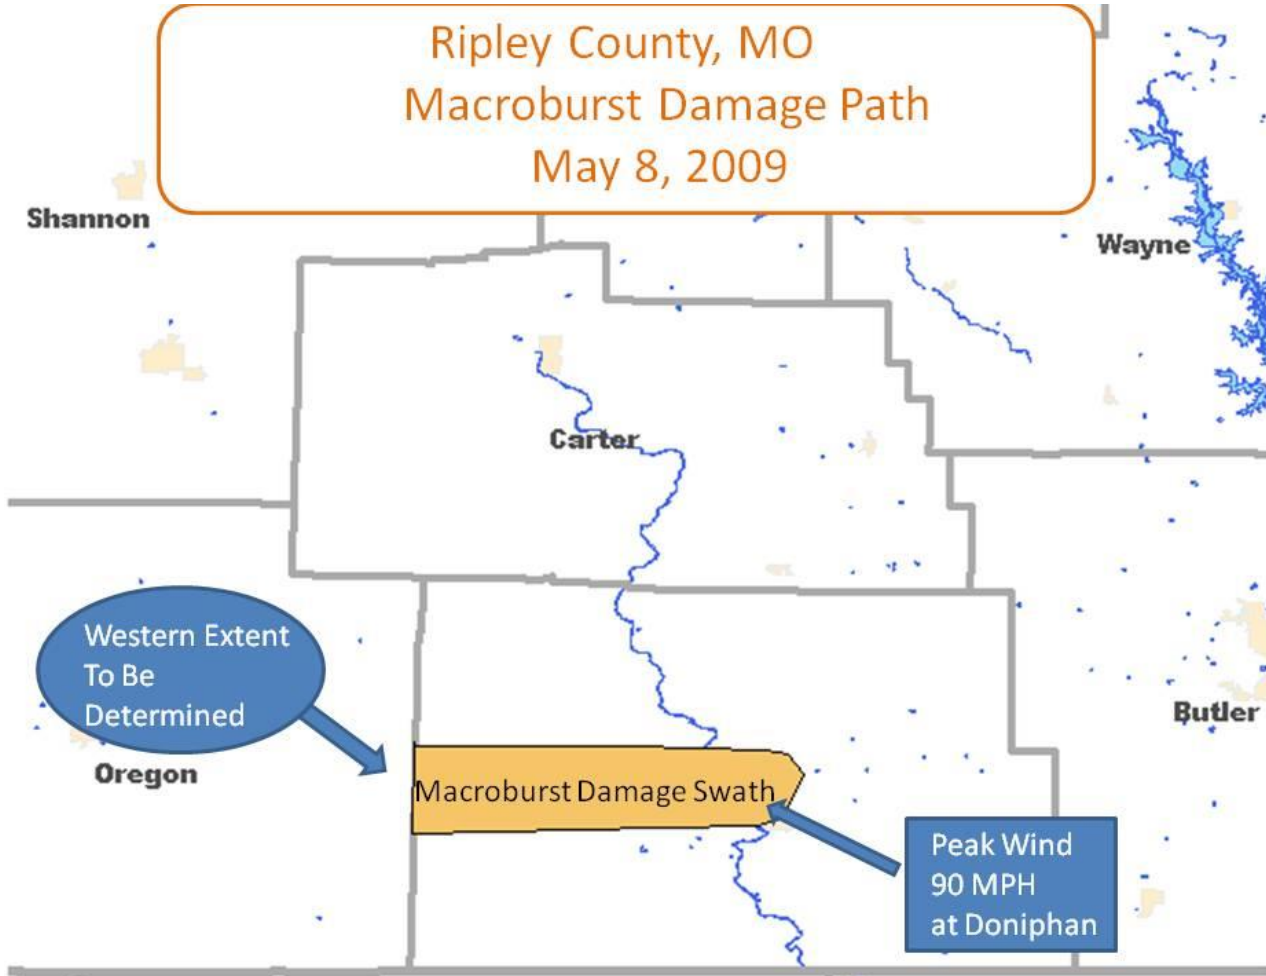 Ripley County, MO
Macroburst Damage Path
May 8, 2009
Shannon
Wayne
Carter
Western Extent
To Be
Determined
Butler
Oregon
Macroburst Damage Swath
Peak Wind
90 MPH
at Doniphan